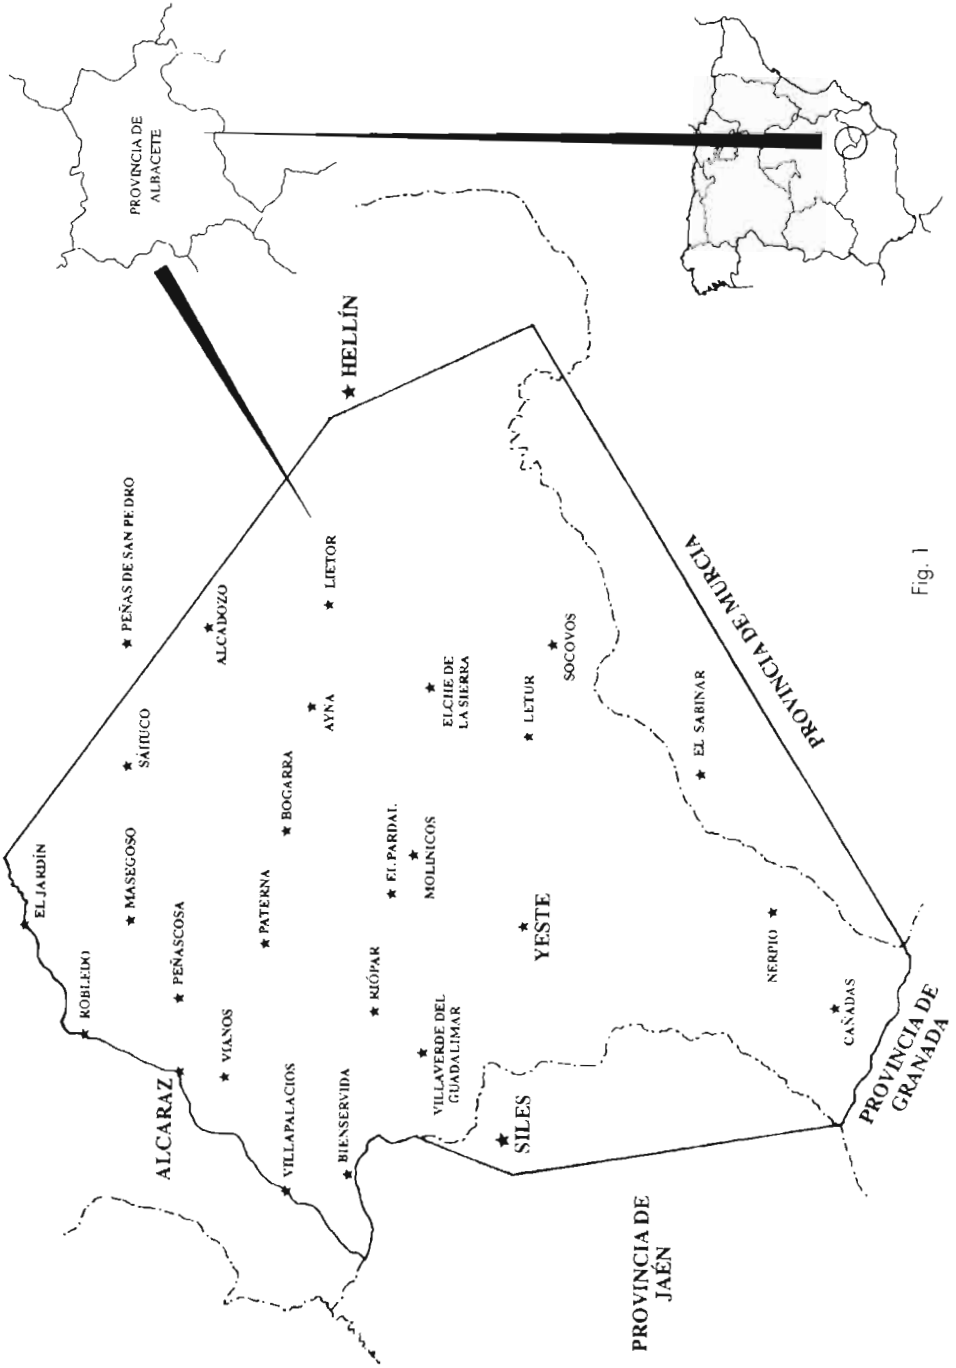 PROVINCIA DE
ALBACETE
HELLÍN
PEÑAS DE SAN PEDRO
ALCADOZO
LIETOR
SAHUCO
AYNA
ELCHE DE
LA SIERRA
LETUR
SOCOVOS
EL SABINAR
PROVINCIA DE MURCIA
EL JARDÍN
MASEGOSO
BOGARRA
EL PARDAL
MOLINICOS
ROBLEDO
PEÑASCOSA
PATERNA
RIÓPAR
YESTE
NERPIO
CAÑADAS
ALCARAZ
VIANOS
VILLAPALACIOS
BIENSERVIDA
VILLAVERDE DEL
GUADALIMAR
SILES
PROVINCIA DE
GRANADA
PROVINCIA DE
JAÉN
Fig. 1